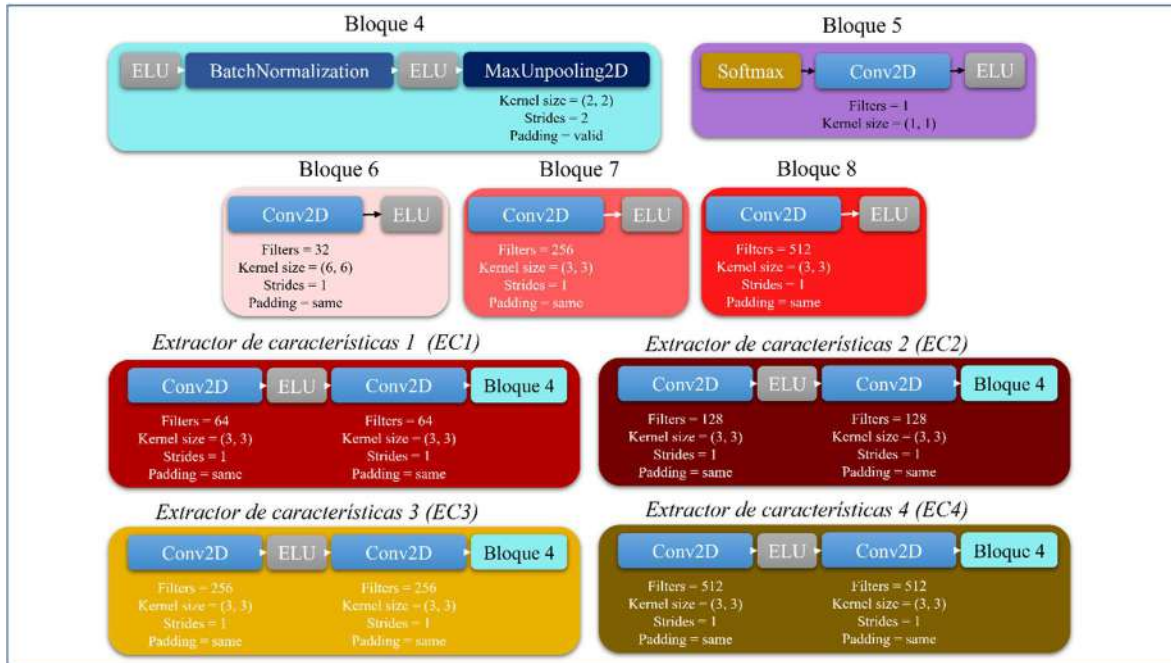 Bloque 4
ELU BatchNormalization ELU MaxUnpooling2D
Kernel size = (2, 2)
Strides = 2
Padding = valid
Bloque 5
Softmax Conv2D ELU
Filters = 1
Kernel size = (1, 1)
Bloque 6
Conv2D ELU
Filters = 32
Kernel size = (6, 6)
Strides = 1
Padding = same
Bloque 7
Conv2D ELU
Filters = 256
Kernel size = (3, 3)
Strides = 1
Padding = same
Bloque 8
Conv2D ELU
Filters = 512
Kernel size = (3, 3)
Strides = 1
Padding = same
Extractor de características 1 (EC1)
Conv2D ELU Conv2D Bloque 4
Filters = 64 Filters = 64
Kernel size = (3, 3) Kernel size = (3, 3)
Strides = 1 Strides = 1
Padding = same Padding = same
Extractor de características 2 (EC2)
Conv2D ELU Conv2D Bloque 4
Filters = 128 Filters = 128
Kernel size = (3, 3) Kernel size = (3, 3)
Strides = 1 Strides = 1
Padding = same Padding = same
Extractor de características 3 (EC3)
Conv2D ELU Conv2D Bloque 4
Filters = 256 Filters = 256
Kernel size = (3, 3) Kernel size = (3, 3)
Strides = 1 Strides = 1
Padding = same Padding = same
Extractor de características 4 (EC4)
Conv2D ELU Conv2D Bloque 4
Filters = 512 Filters = 512
Kernel size = (3, 3) Kernel size = (3, 3)
Strides = 1 Strides = 1
Padding = same Padding = same